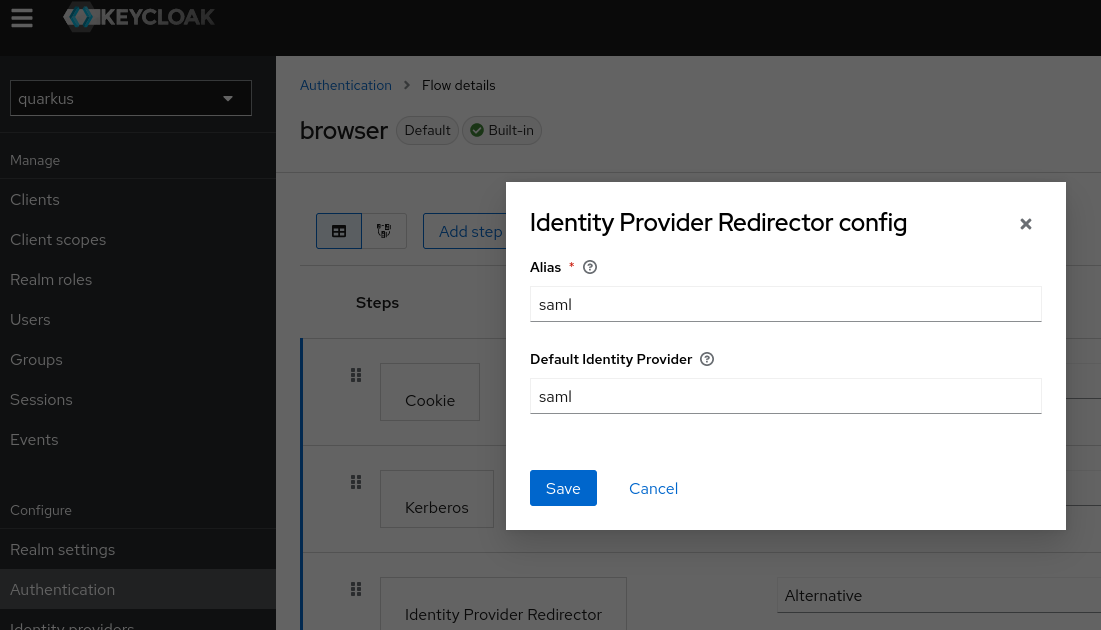 KEYCLOAK
quarkus
Manage
Clients
Client scopes
Realm roles
Users
Groups
Sessions
Events
Configure
Realm settings
Authentication
Identity providers
Authentication > Flow details
browser Default Built-in
Add step
Steps
Cookie
Kerberos
Identity Provider Redirector Alternative
Identity Provider Redirector config
Alias *
saml
Default Identity Provider
saml
Save Cancel